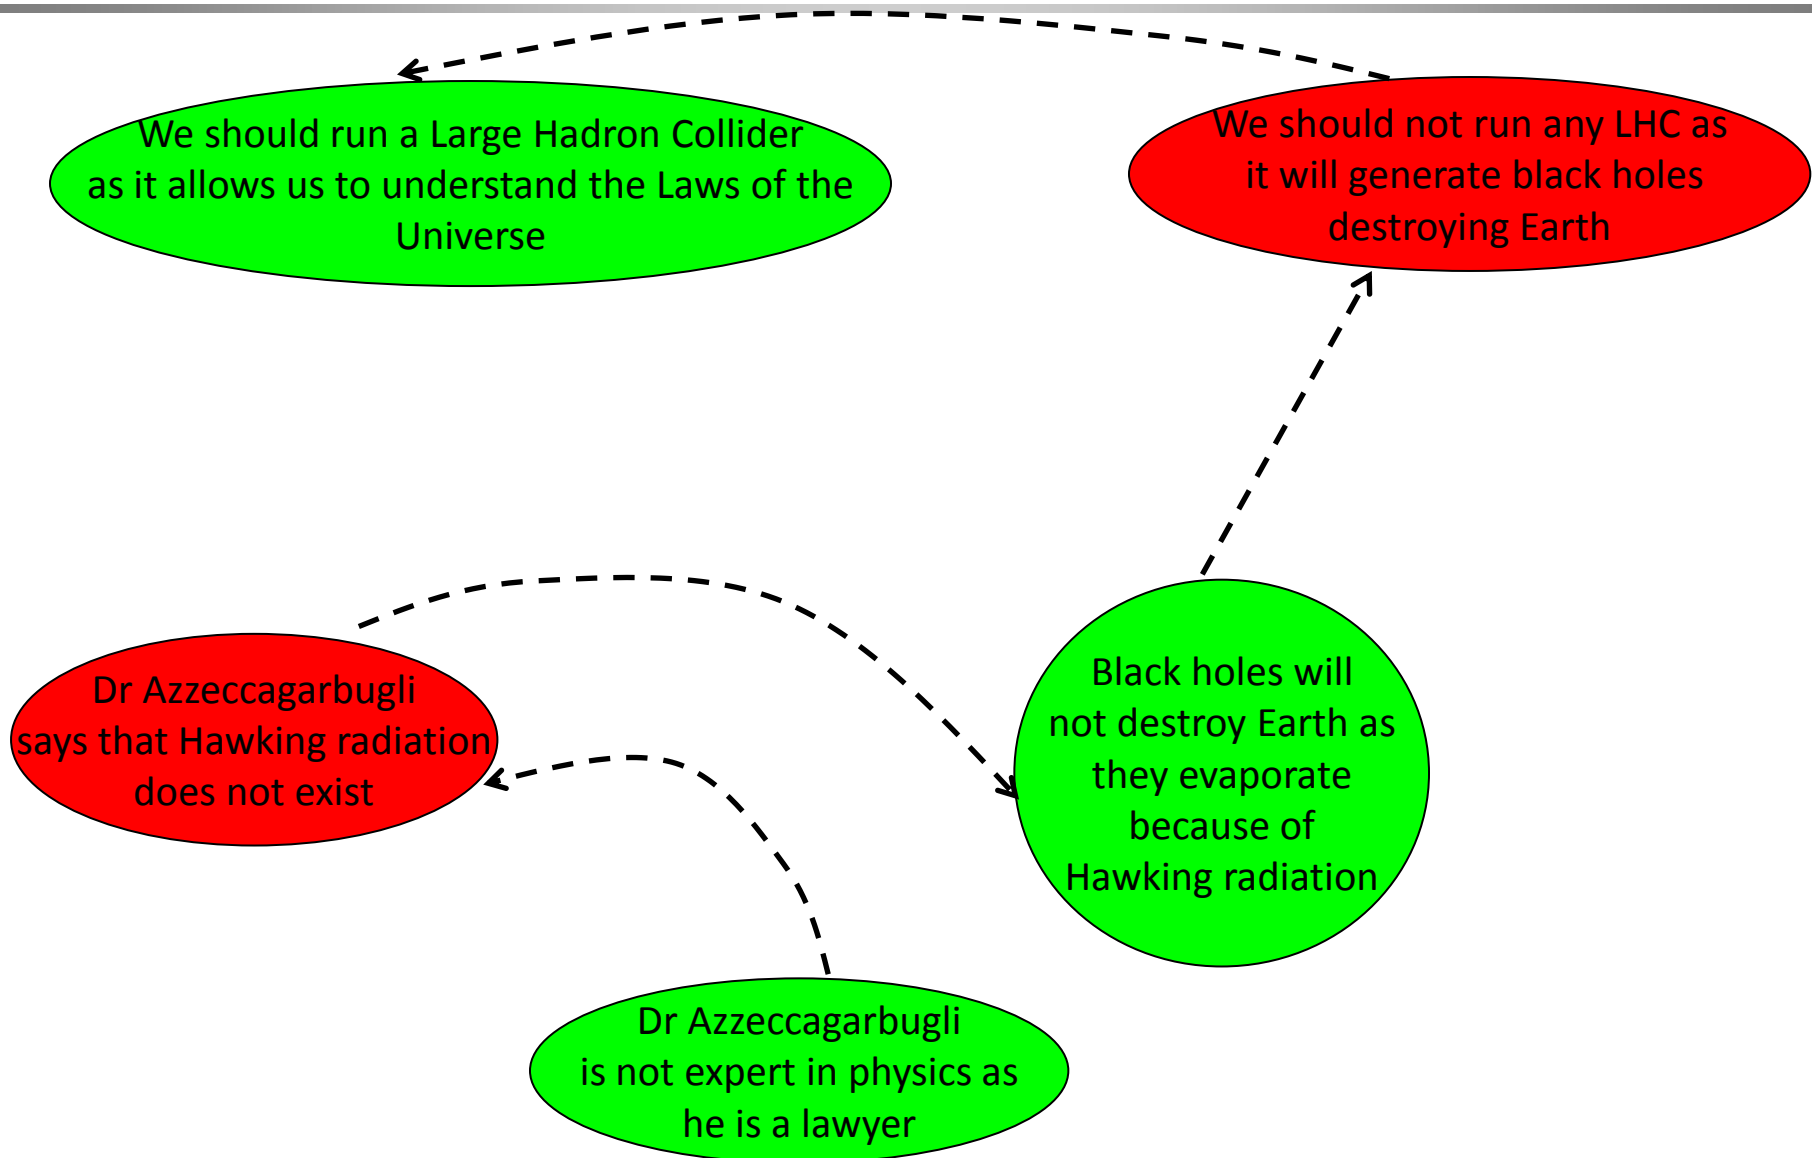 We should run a Large Hadron Collider
as it allows us to understand the Laws of the
Universe
We should not run any LHC as
it will generate black holes
destroying Earth
Dr Azzeccagarbugli
says that Hawking radiation
does not exist
Black holes will
not destroy Earth as
they evaporate
because of
Hawking radiation
Dr Azzeccagarbugli
is not expert in physics as
he is a lawyer